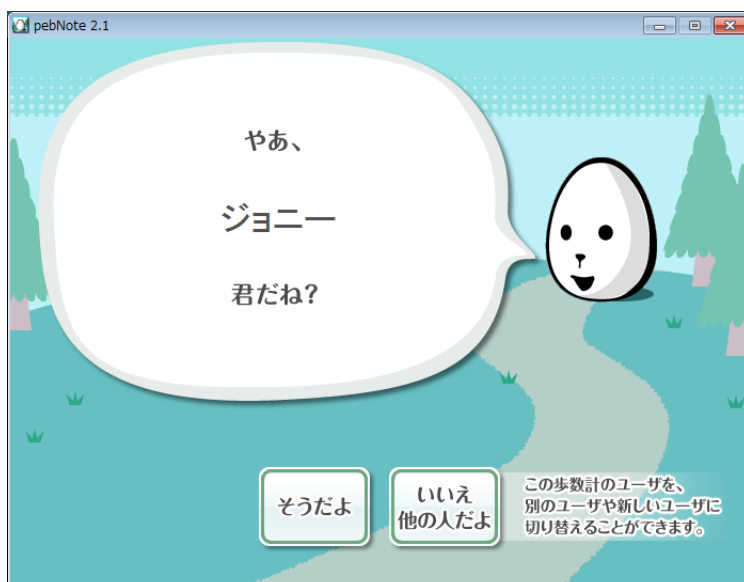 pebNote 2.1
やあ、
ジョニー
君だね?
そうだよ
いいえ
他の人だよ
この歩数計のユーザを、
別のユーザや新しいユーザに
切り替えることができます。